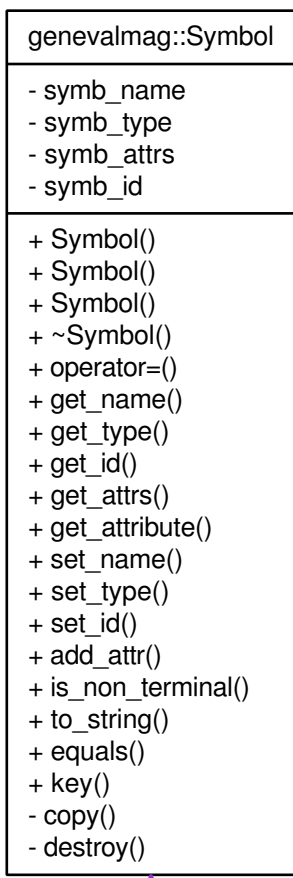 genevalmag::Symbol
- symb_name
- symb_type
- symb_attrs
- symb_id
+ Symbol()
+ Symbol()
+ Symbol()
+ ~Symbol()
+ operator=()
+ get_name()
+ get_type()
+ get_id()
+ get_attrs()
+ get_attribute()
+ set_name()
+ set_type()
+ set_id()
+ add_attr()
+ is_non_terminal()
+ to_string()
+ equals()
+ key()
- copy()
- destroy()